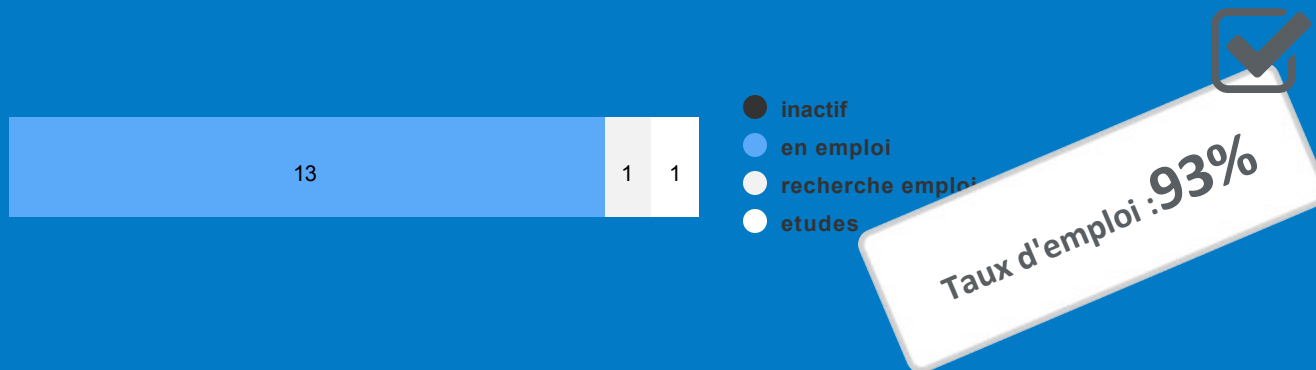 13
1
1
inactif
en emploi
recherche emploi
etudes
Taux d'emploi :93%